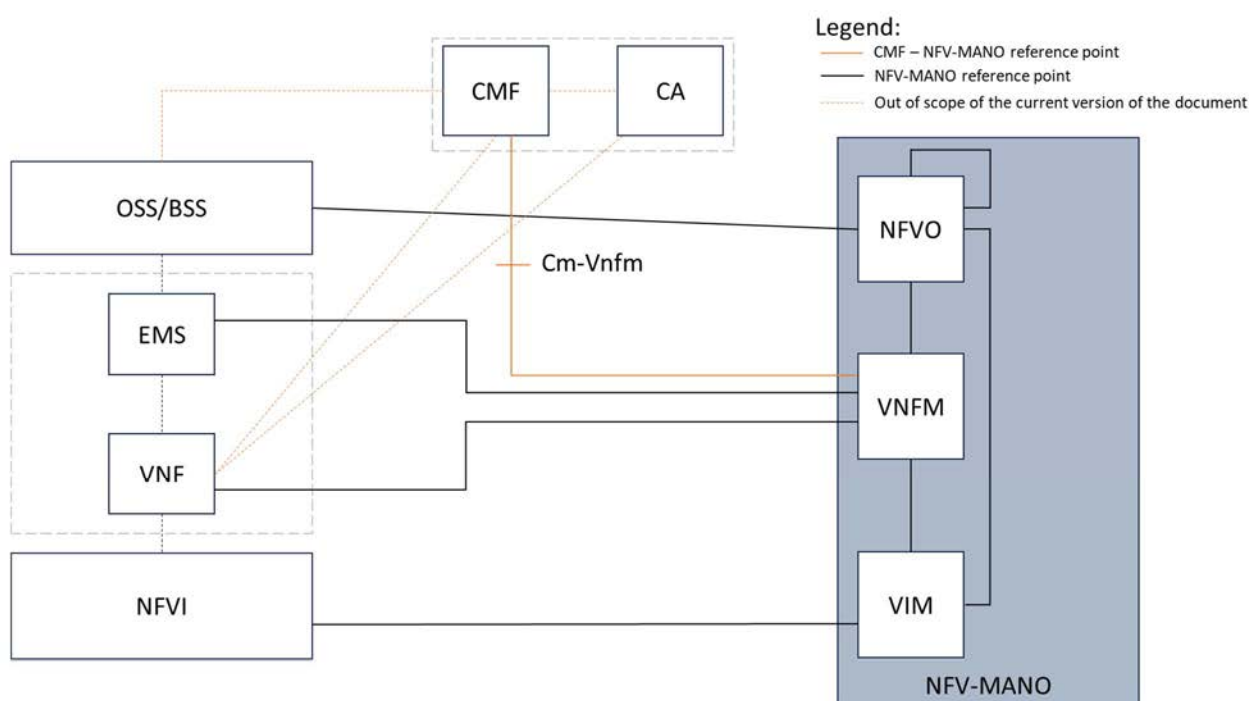 Legend:
CMF – NFV-MANO reference point
NFV-MANO reference point
Out of scope of the current version of the document
CMF
CA
OSS/BSS
NFVO
Cm-Vnfm
EMS
VNFM
VNF
NFVI
VIM
NFV-MANO